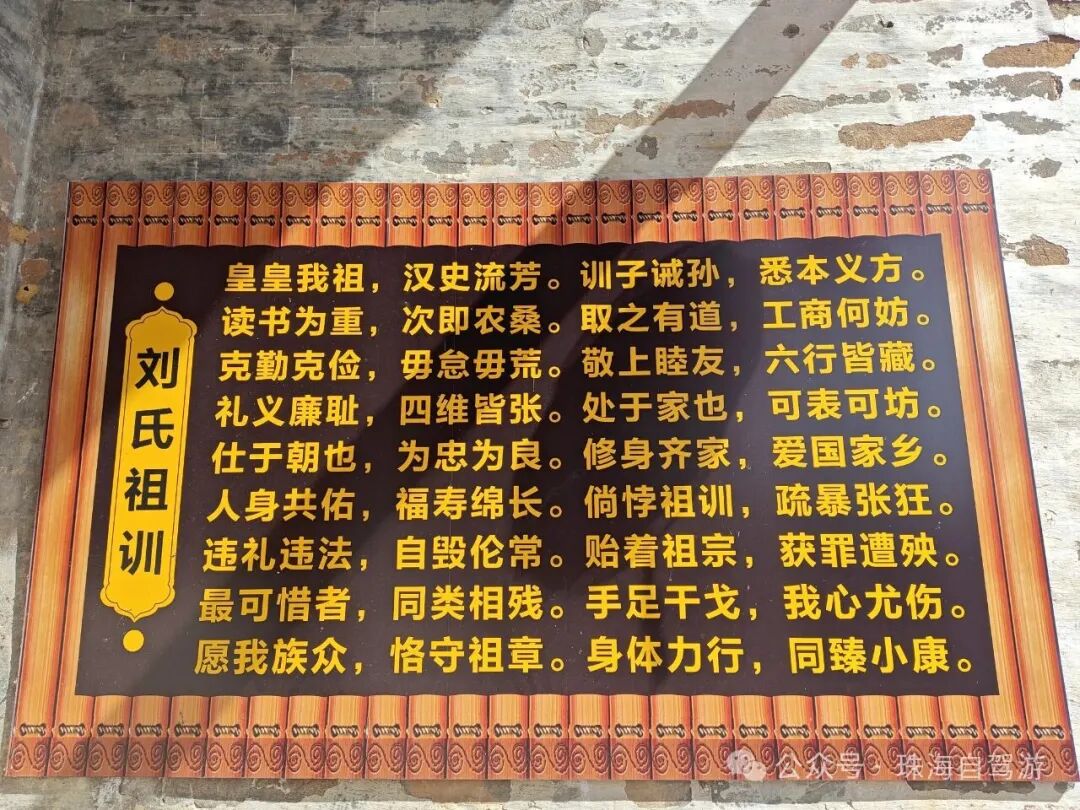 刘氏祖训
皇皇我祖，汉史流芳。训子诫孙，悉本义方。
读书为重，次即农桑。取之有道，工商何妨。
克勤克俭，毋怠毋荒。敬上睦友，六行皆藏。
礼义廉耻，四维皆张。处于家也，可表可坊。
仕于朝也，为忠为良。修身齐家，爱国家乡。
人身共佑，福寿绵长。倘悖祖训，疏暴张狂。
违礼违法，自毁伦常。贻着祖宗，获罪遭殃。
最可惜者，同类相残。手足干戈，我心尤伤。
愿我族众，恪守祖章。身体力行，同臻小康。
公众号·珠海自驾游